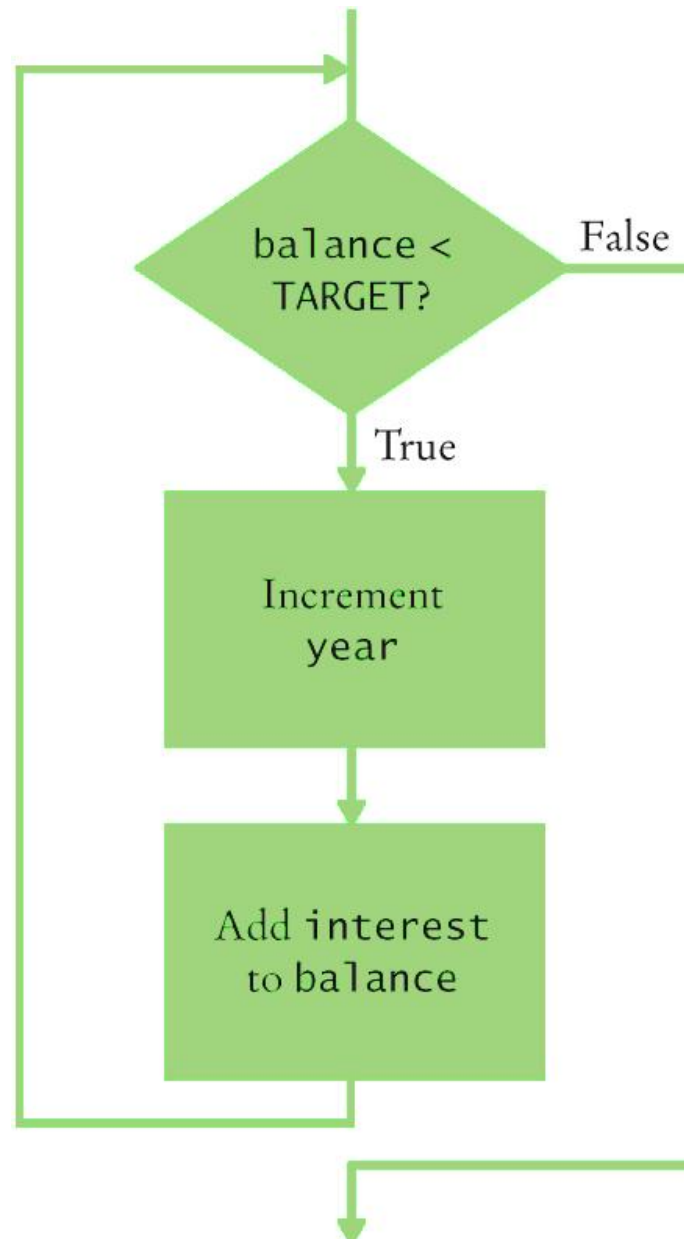 balance <
TARGET?
False
True
Increment
year
Add interest
to balance